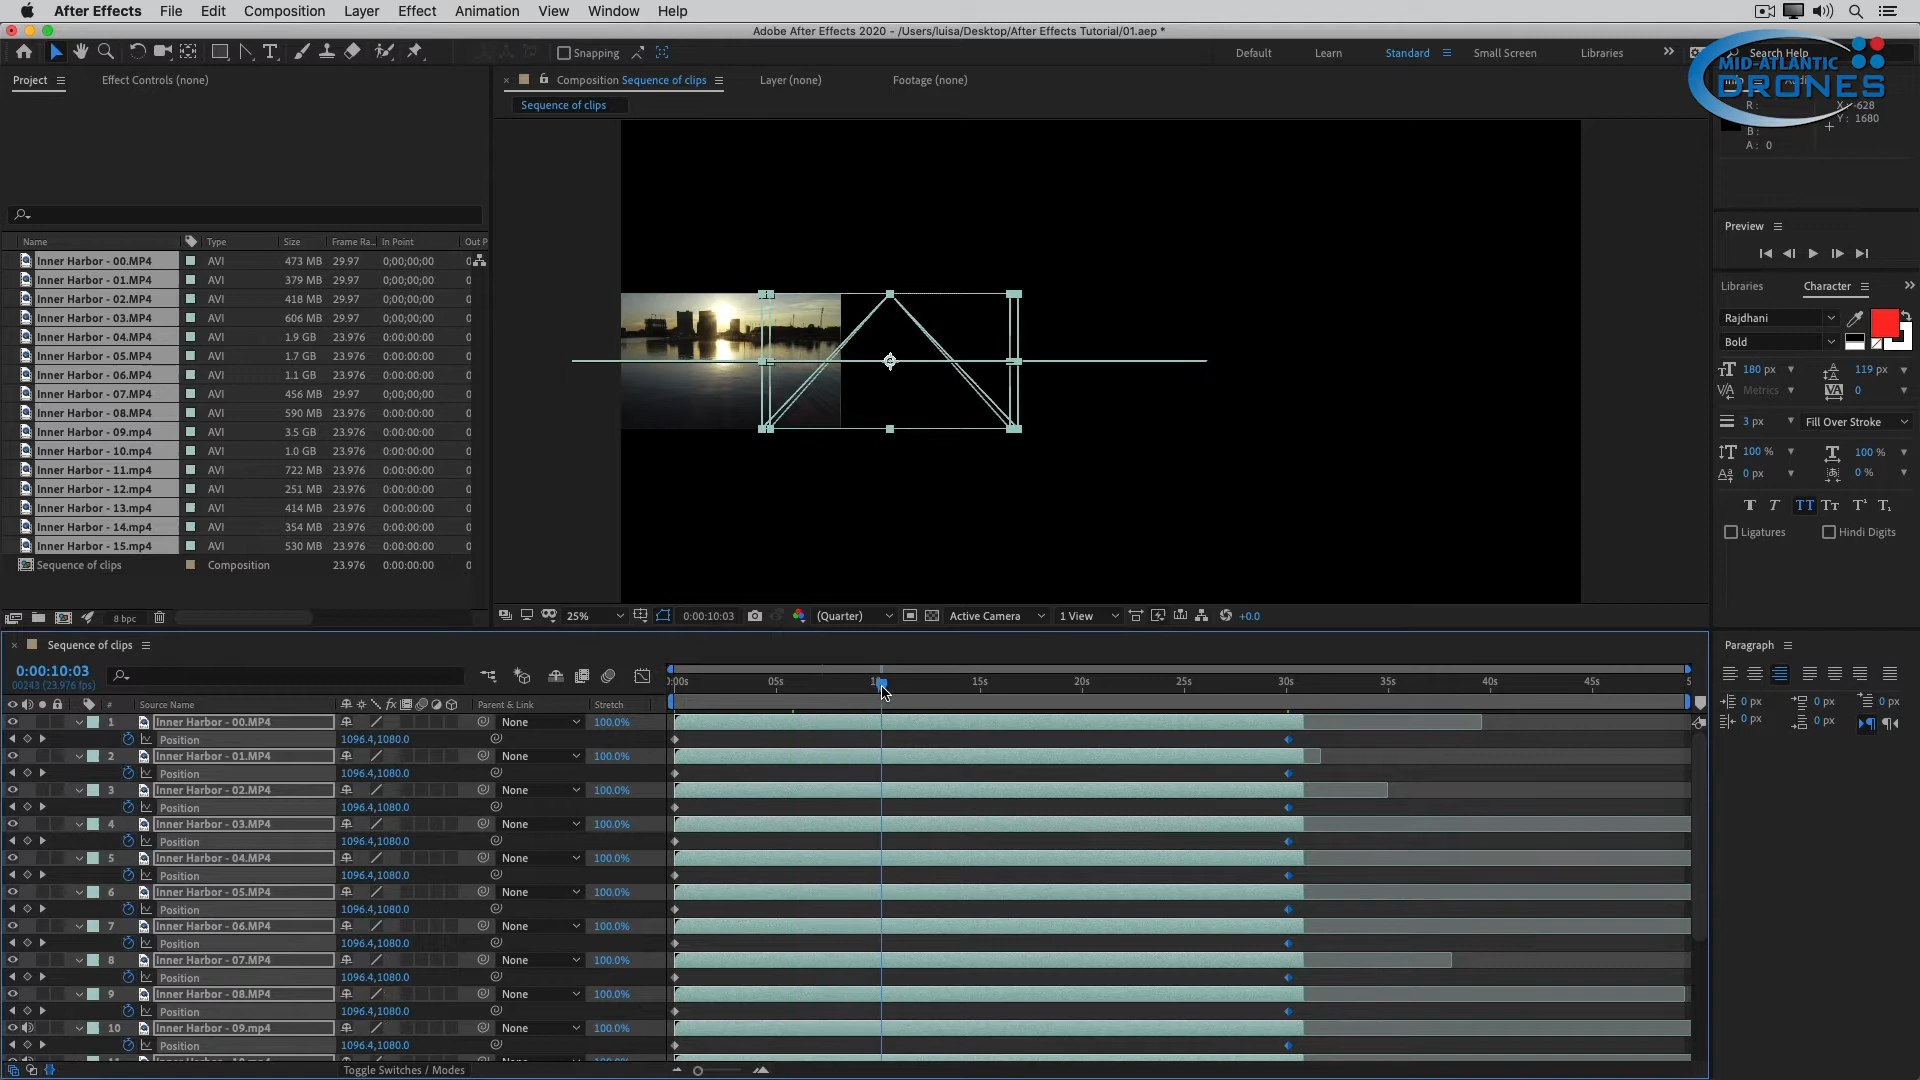 After Effects File Edit Composition Layer Effect Animation View Window Help
Adobe After Effects 2020 - /Users/luisa/Desktop/After Effects Tutorial/01.aep *
Snapping Default Learn Standard Small Screen Libraries Search Help
MID-ATLANTIC
DRONES
Project Effect Controls (none) Composition Sequence of clips Layer (none) Footage (none)
Sequence of clips
R:
B:
A: 0
X: -628
Y: 1680
Preview
Name Type Size Frame Ra... In Point Out P
Inner Harbor - 00.MP4 AVI 473 MB 29.97 0;00;00;00
Inner Harbor - 01.MP4 AVI 379 MB 29.97 0;00;00;00
Inner Harbor - 02.MP4 AVI 418 MB 29.97 0;00;00;00
Inner Harbor - 03.MP4 AVI 606 MB 29.97 0;00;00;00
Inner Harbor - 04.MP4 AVI 1.9 GB 23.976 0:00:00:00
Inner Harbor - 05.MP4 AVI 1.7 GB 23.976 0:00:00:00
Inner Harbor - 06.MP4 AVI 1.1 GB 23.976 0:00:00:00
Inner Harbor - 07.MP4 AVI 456 MB 29.97 0;00;00;00
Inner Harbor - 08.MP4 AVI 590 MB 23.976 0:00:00:00
Inner Harbor - 09.mp4 AVI 3.5 GB 23.976 0:00:00:00
Inner Harbor - 10.mp4 AVI 1.0 GB 23.976 0:00:00:00
Inner Harbor - 11.mp4 AVI 722 MB 23.976 0:00:00:00
Inner Harbor - 12.mp4 AVI 251 MB 23.976 0:00:00:00
Inner Harbor - 13.mp4 AVI 414 MB 23.976 0:00:00:00
Inner Harbor - 14.mp4 AVI 354 MB 23.976 0:00:00:00
Inner Harbor - 15.mp4 AVI 530 MB 23.976 0:00:00:00
Sequence of clips Composition 23.976 0:00:00:00
8 bpc
25% 0:00:10:03 (Quarter) Active Camera 1 View +0.0
Libraries Character
Rajdhani
Bold
180 px 119 px
Metrics 0
3 px Fill Over Stroke
100 % 100 %
0 px 0 %
Ligatures Hindi Digits
Paragraph
0 px 0 px 0 px
0 px 0 px
Sequence of clips
0:00:10:03
00243 (23.976 fps)
:00s 05s 10s 15s 20s 25s 30s 35s 40s 45s 5
# Source Name Parent & Link Stretch
1 Inner Harbor - 00.MP4 None 100.0%
Position 1096.4,1080.0
2 Inner Harbor - 01.MP4 None 100.0%
Position 1096.4,1080.0
3 Inner Harbor - 02.MP4 None 100.0%
Position 1096.4,1080.0
4 Inner Harbor - 03.MP4 None 100.0%
Position 1096.4,1080.0
5 Inner Harbor - 04.MP4 None 100.0%
Position 1096.4,1080.0
6 Inner Harbor - 05.MP4 None 100.0%
Position 1096.4,1080.0
7 Inner Harbor - 06.MP4 None 100.0%
Position 1096.4,1080.0
8 Inner Harbor - 07.MP4 None 100.0%
Position 1096.4,1080.0
9 Inner Harbor - 08.MP4 None 100.0%
Position 1096.4,1080.0
10 Inner Harbor - 09.mp4 None 100.0%
Position 1096.4,1080.0
Toggle Switches / Modes